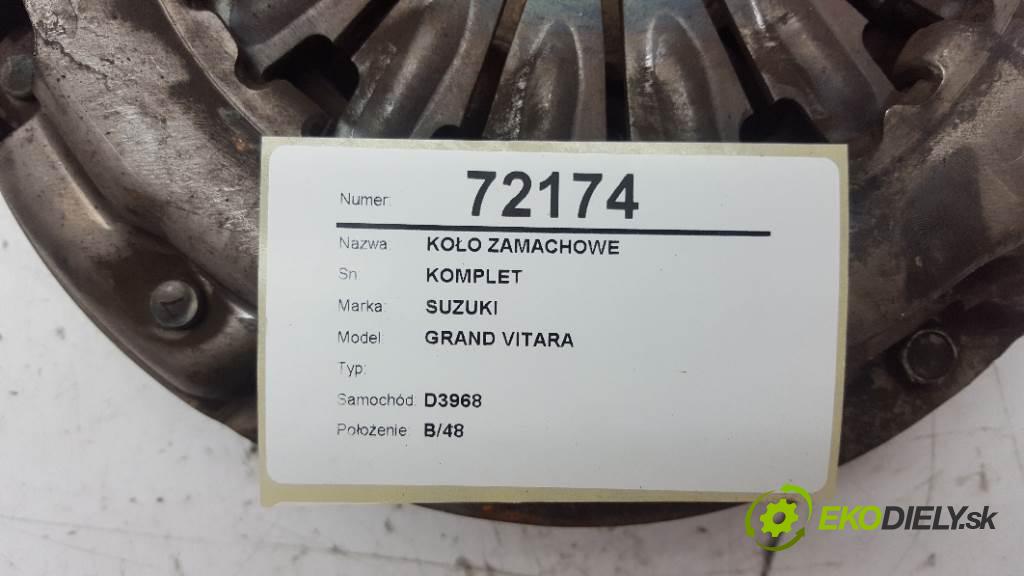 Numer: 72174
Nazwa: KOŁO ZAMACHOWE
Sn KOMPLET
Marka: SUZUKI
Model: GRAND VITARA
Typ:
Samochód: D3968
Położenie: B/48
EKODIELY.sk